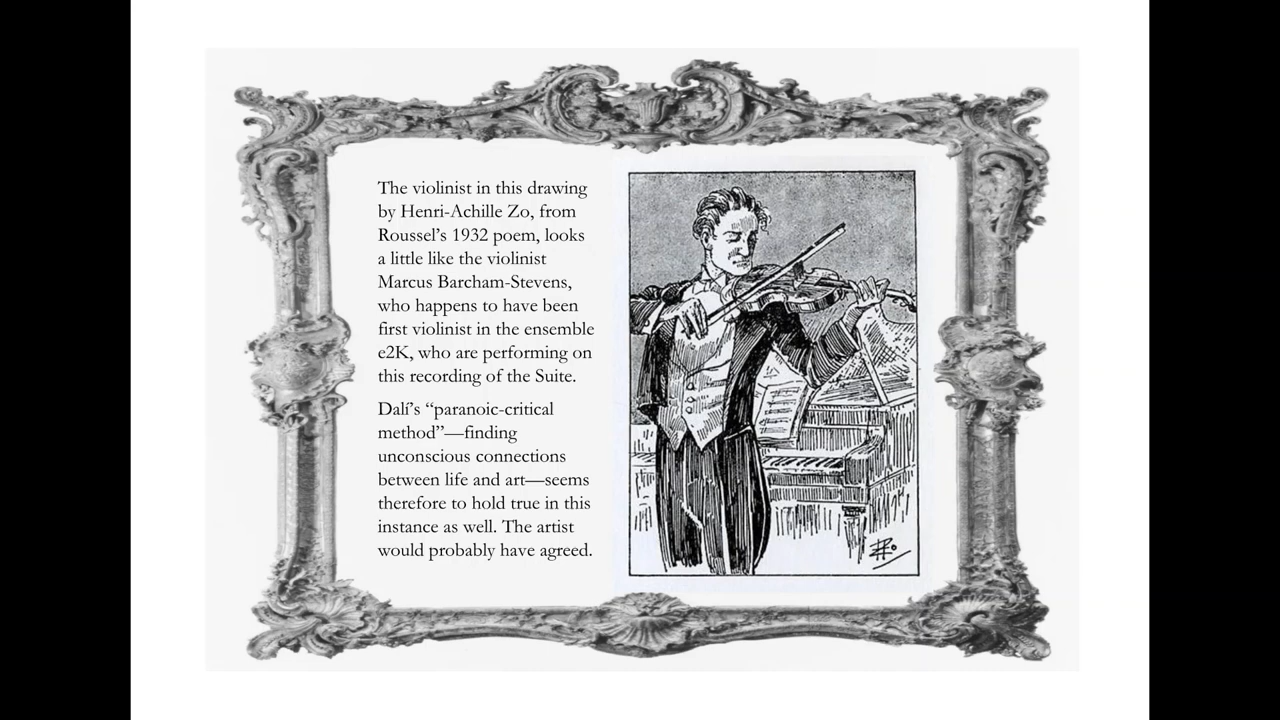 The violinist in this drawing
by Henri-Achille Zo, from
Roussel’s 1932 poem, looks
a little like the violinist
Marcus Barcham-Stevens,
who happens to have been
first violinist in the ensemble
e2K, who are performing on
this recording of the Suite.
Dalí’s “paranoic-critical
method”—finding
unconscious connections
between life and art—seems
therefore to hold true in this
instance as well. The artist
would probably have agreed.